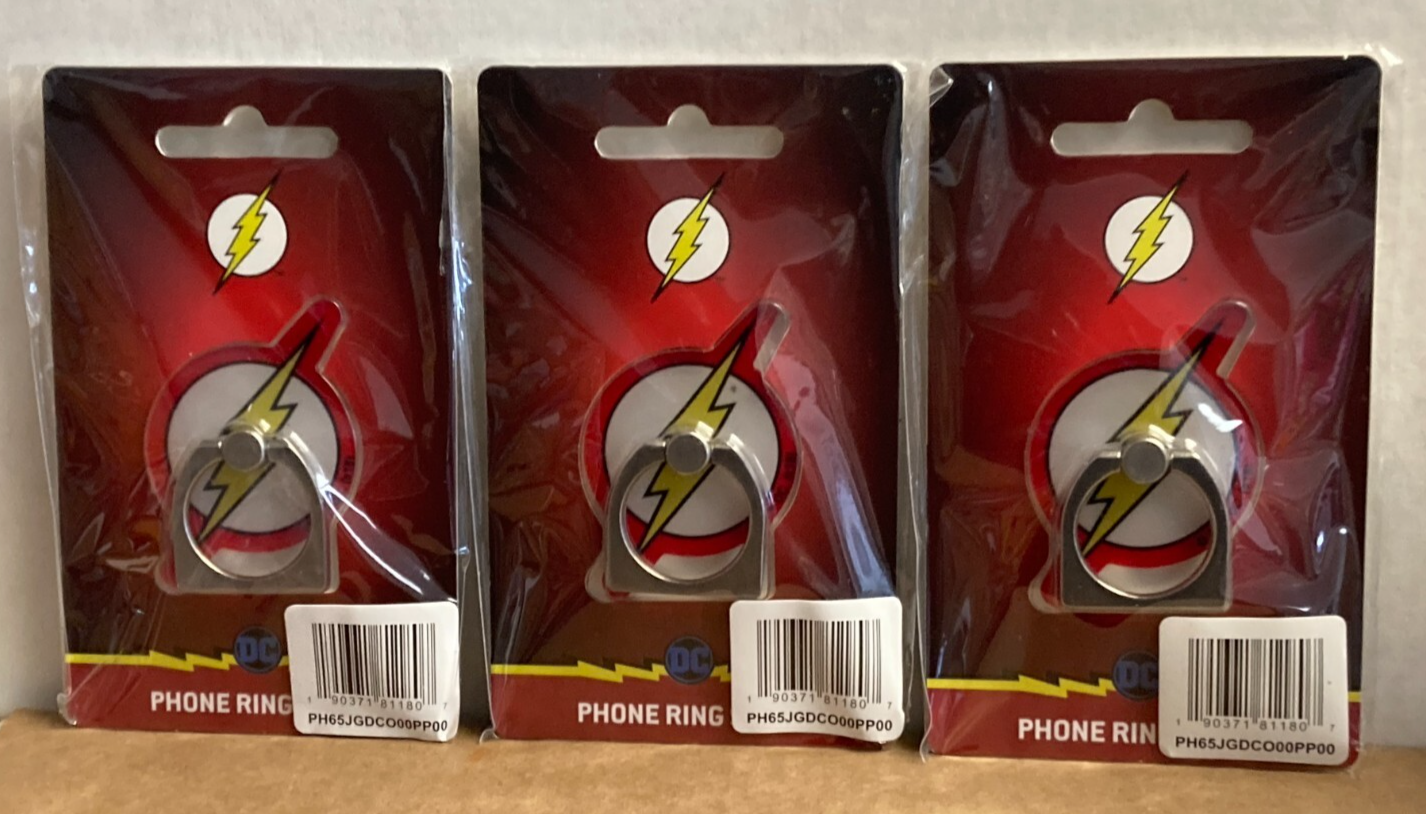 DC
PHONE RING
1 90371 81180 7
PH65JGDCO00PP00
DC
PHONE RING
1 90371 81180 7
PH65JGDCO00PP00
DC
PHONE RIN
1 90371 81180 7
PH65JGDCO00PP00